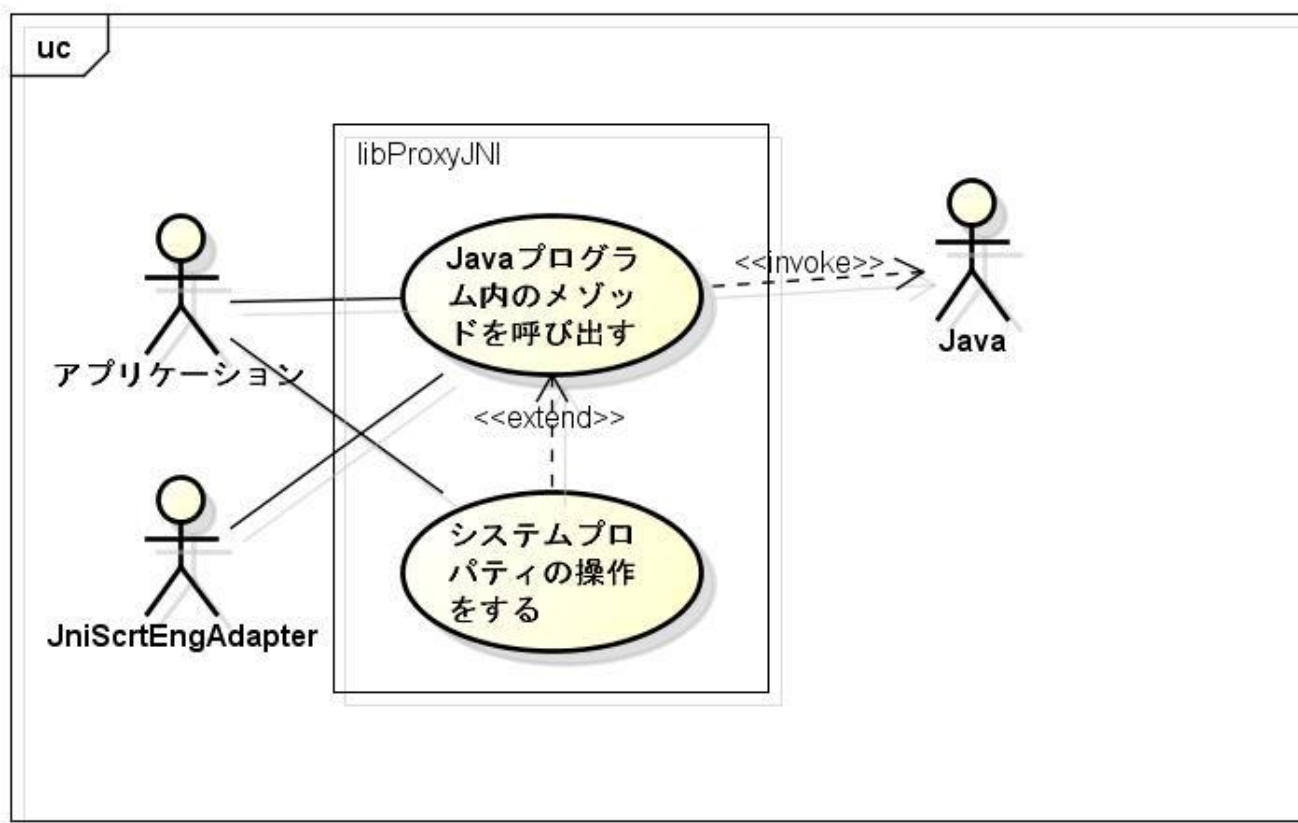 uc
libProxyJNI
Javaプログラ
ム内のメゾッ
ドを呼び出す
<<invoke>>
Java
アプリケーション
<<extend>>
システムプロ
パティの操作
をする
JniScrtEngAdapter